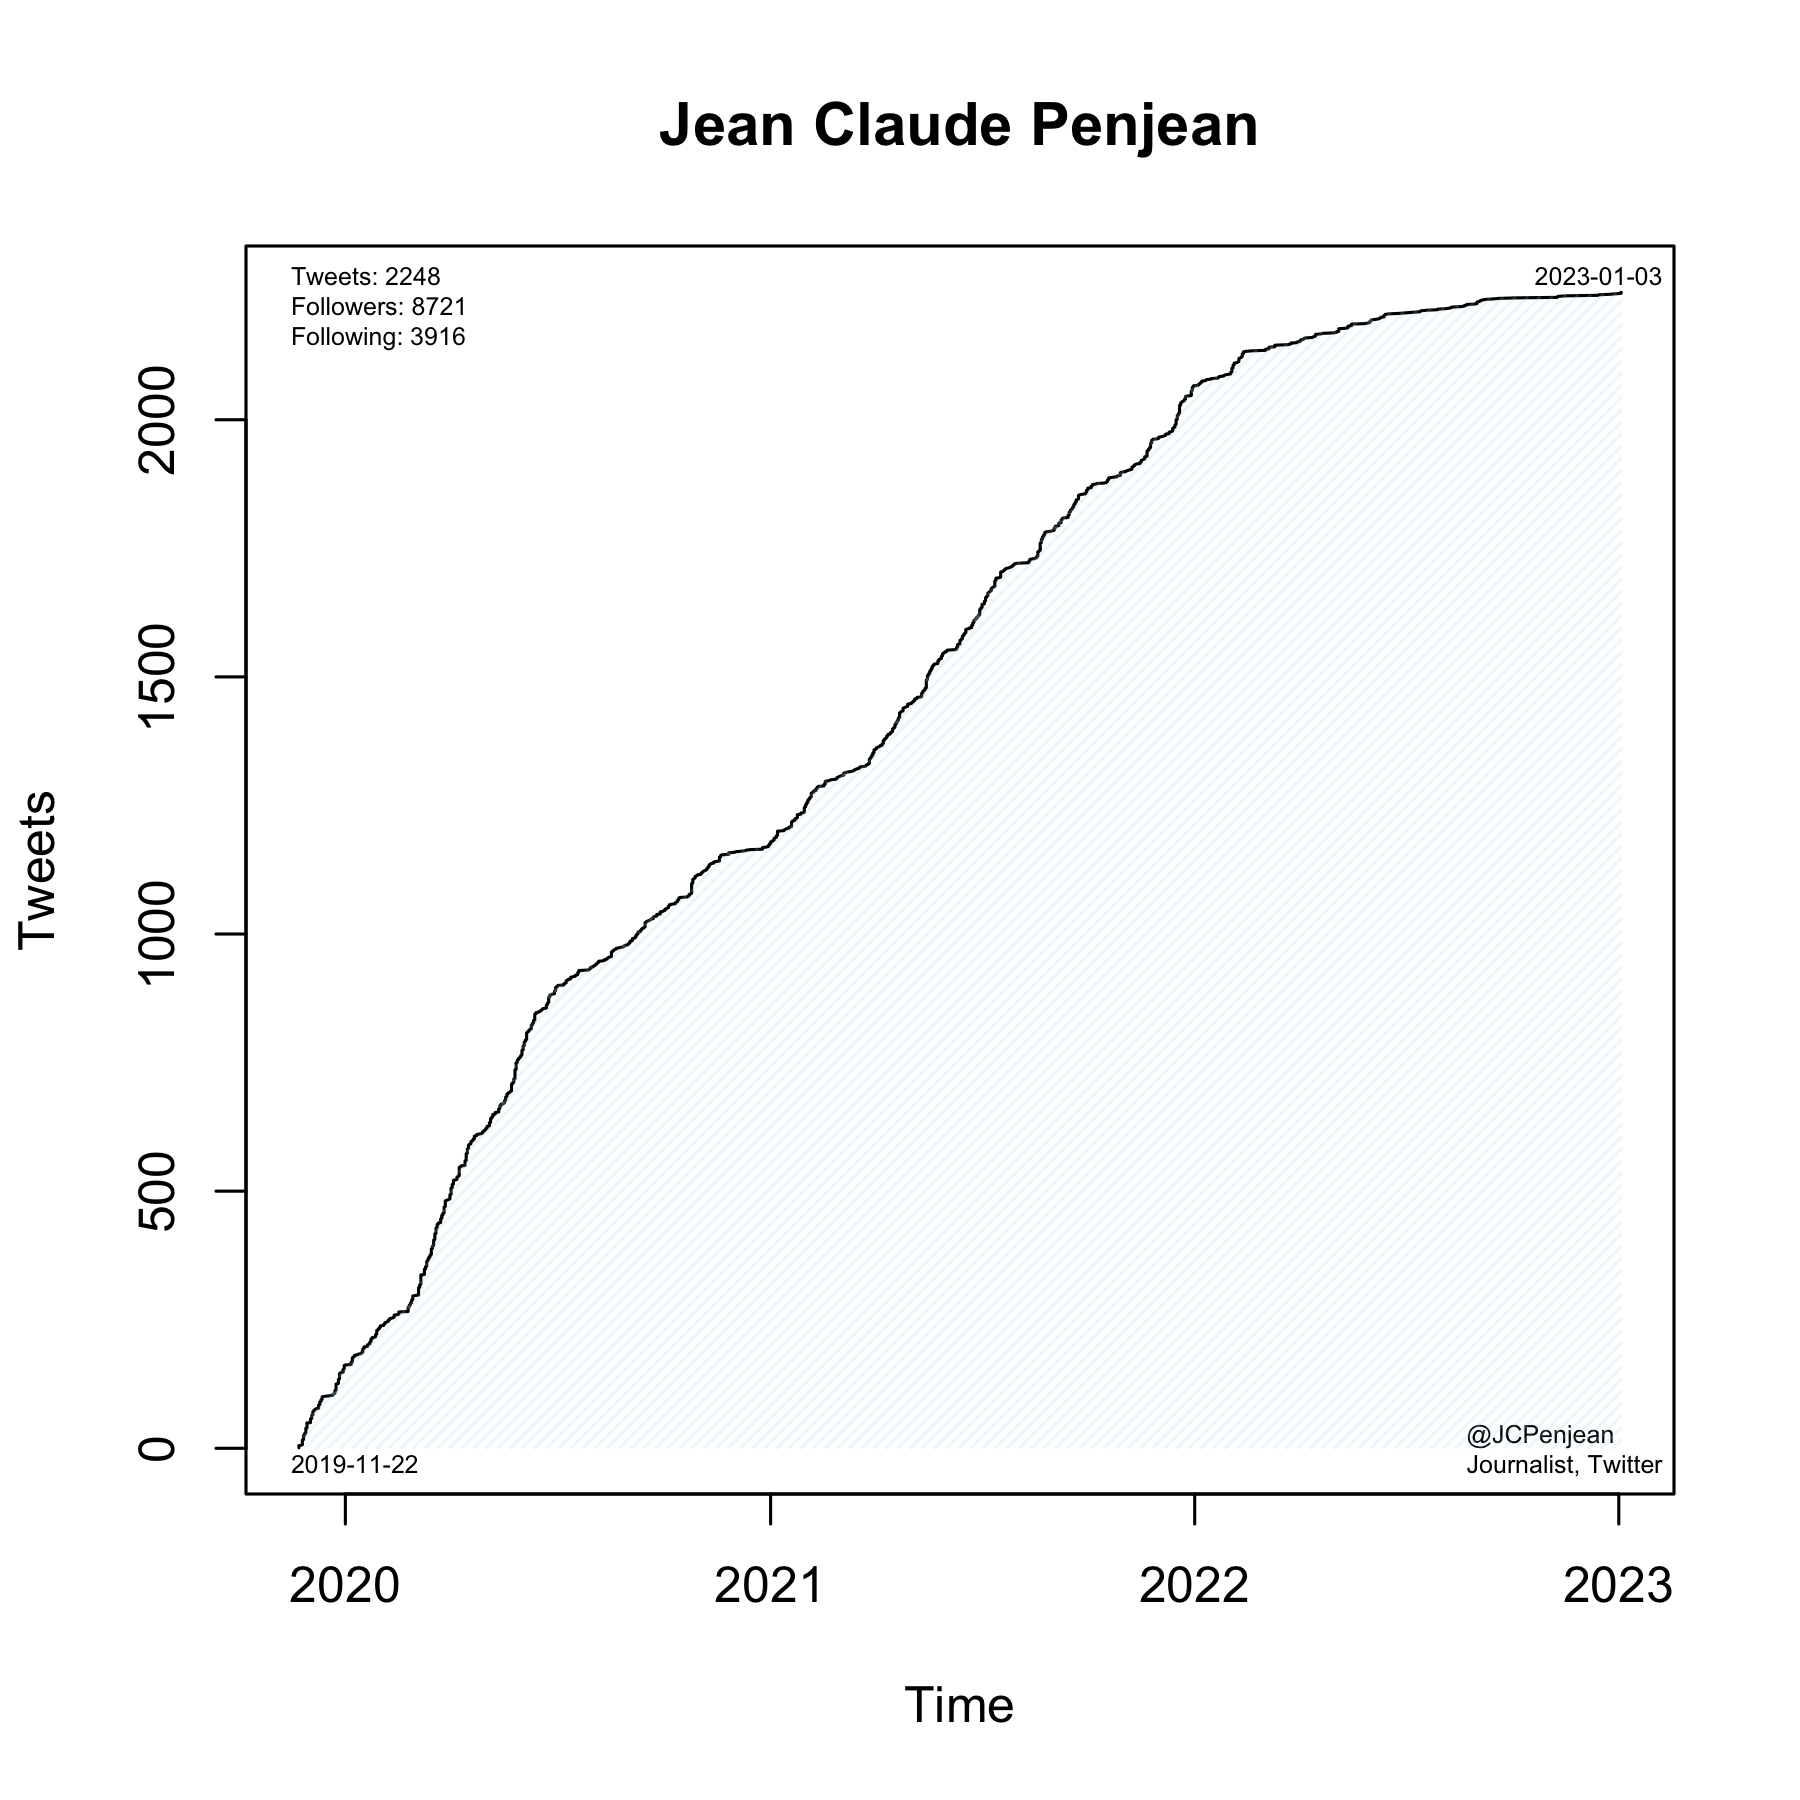 Jean Claude Penjean
Tweets: 2248
Followers: 8721
Following: 3916
2023-01-03
2000
1500
1000
500
0
Tweets
2019-11-22
@JCPenjean
Journalist, Twitter
2020 2021 2022 2023
Time